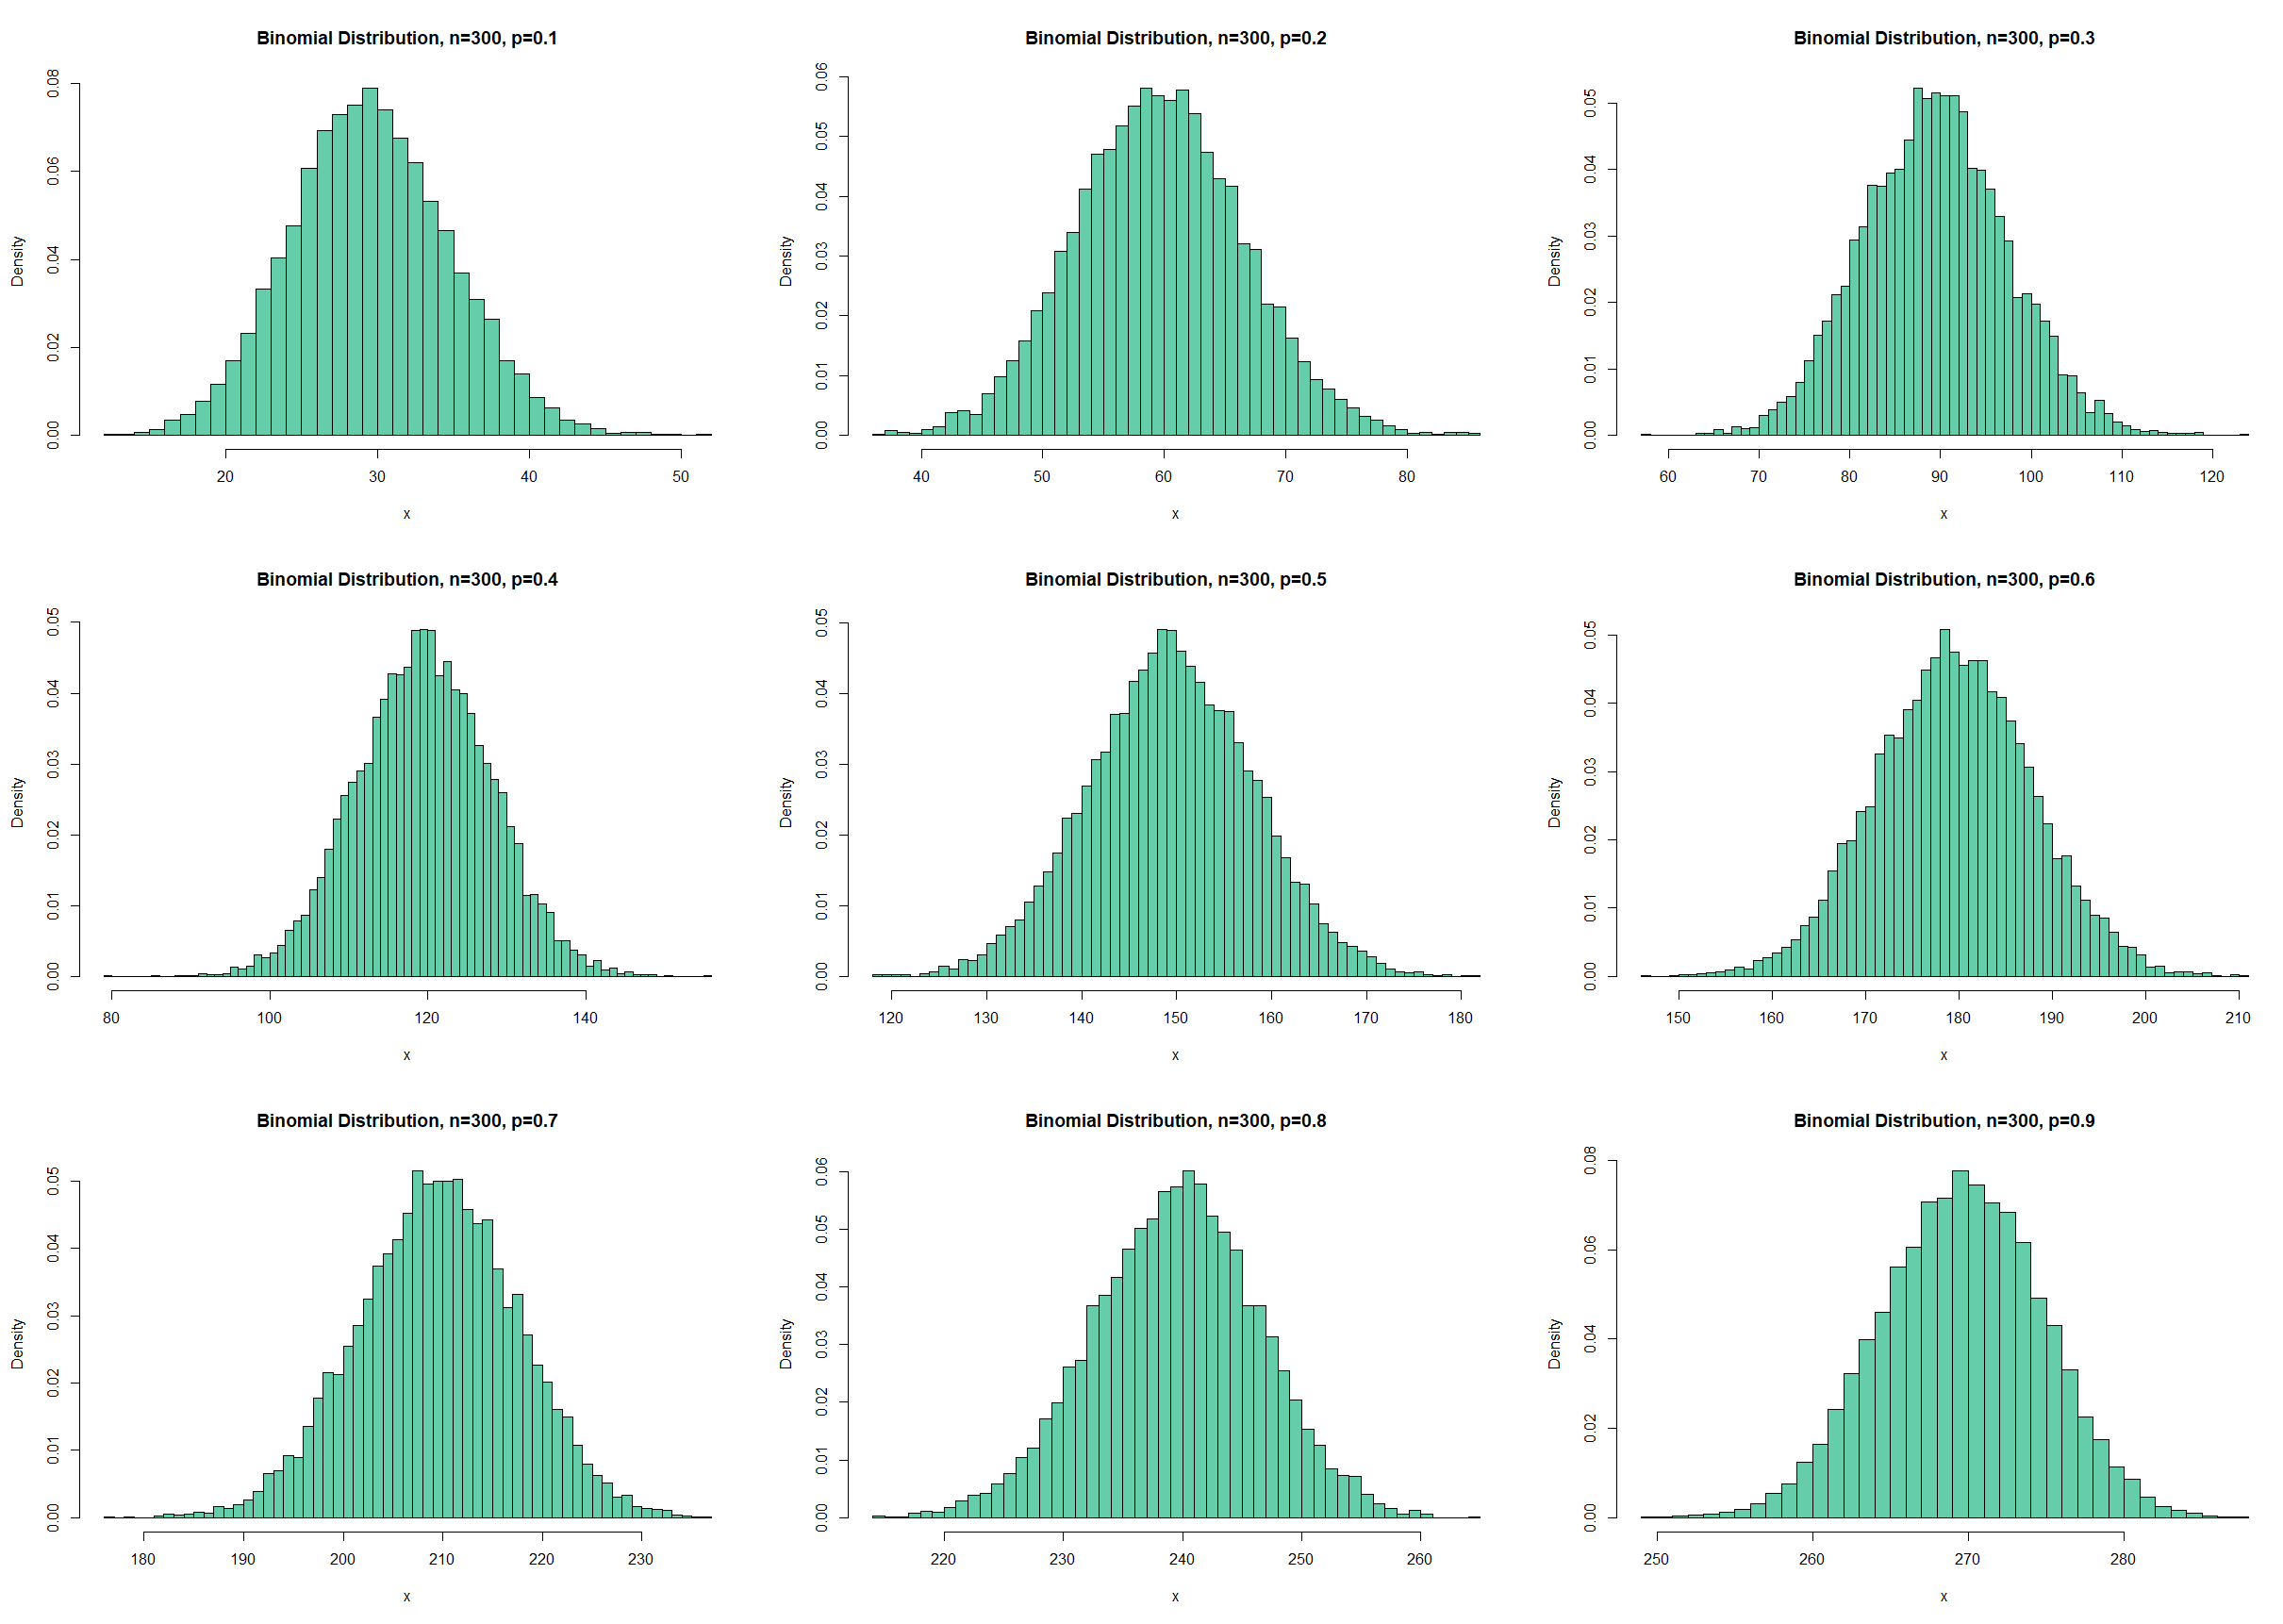 Binomial Distribution, n=300, p=0.1
Density
0.00 0.02 0.04 0.06 0.08
20 30 40 50
x
Binomial Distribution, n=300, p=0.2
Density
0.00 0.01 0.02 0.03 0.04 0.05 0.06
40 50 60 70 80
x
Binomial Distribution, n=300, p=0.3
Density
0.00 0.01 0.02 0.03 0.04 0.05
60 70 80 90 100 110 120
x
Binomial Distribution, n=300, p=0.4
Density
0.00 0.01 0.02 0.03 0.04 0.05
80 100 120 140
x
Binomial Distribution, n=300, p=0.5
Density
0.00 0.01 0.02 0.03 0.04 0.05
120 130 140 150 160 170 180
x
Binomial Distribution, n=300, p=0.6
Density
0.00 0.01 0.02 0.03 0.04 0.05
150 160 170 180 190 200 210
x
Binomial Distribution, n=300, p=0.7
Density
0.00 0.01 0.02 0.03 0.04 0.05
180 190 200 210 220 230
x
Binomial Distribution, n=300, p=0.8
Density
0.00 0.01 0.02 0.03 0.04 0.05 0.06
220 230 240 250 260
x
Binomial Distribution, n=300, p=0.9
Density
0.00 0.02 0.04 0.06 0.08
250 260 270 280
x